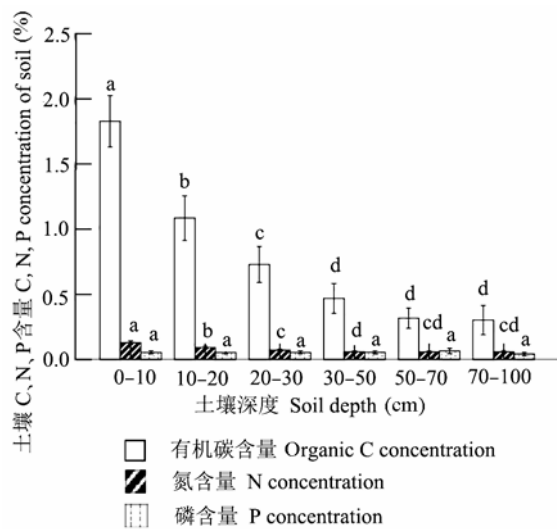 土壤 C、N、P含量 C, N, P concentration of soil (%)
2.5
2.0
1.5
1.0
0.5
0.0
a
a
a
b
b
a
c
c
a
d
d
a
d
cd
a
d
cd
a
0–10 10–20 20–30 30–50 50–70 70–100
土壤深度 Soil depth (cm)
有机碳含量 Organic C concentration
氮含量 N concentration
磷含量 P concentration